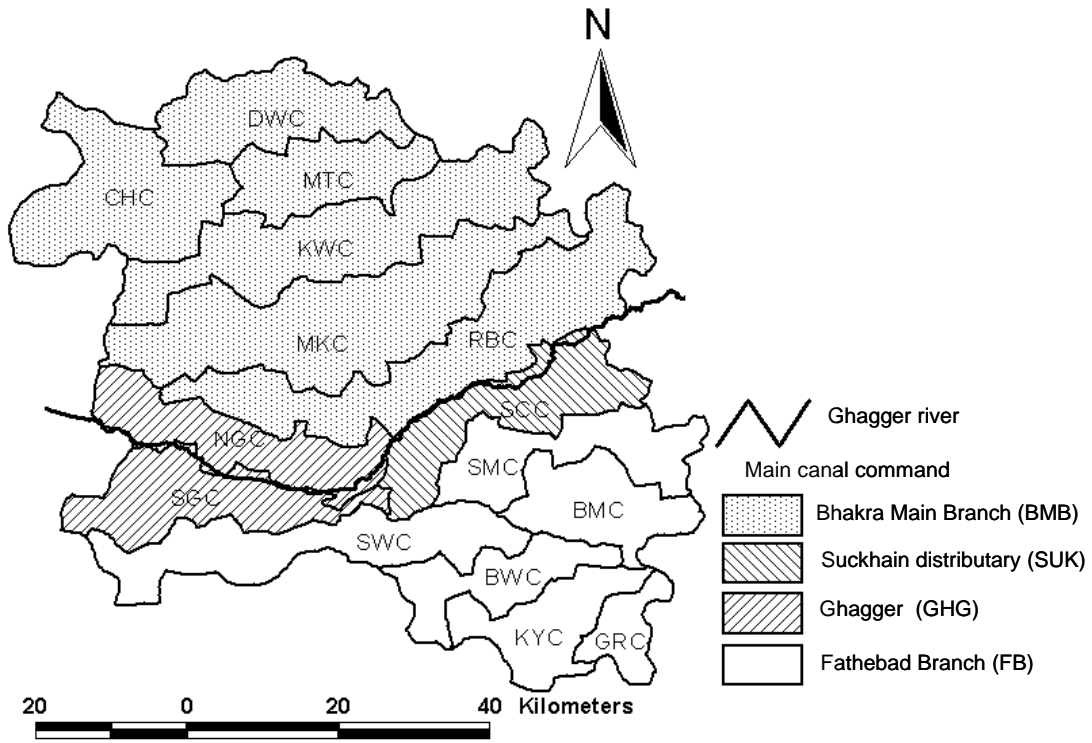 N
DWC
MTC
CHC
KWC
MKC
RBC
SCC
NGC
SMC
SGC
BMC
SWC
BWC
KYC
GRC
Ghagger river
Main canal command
Bhakra Main Branch (BMB)
Suckhain distributary (SUK)
Ghagger (GHG)
Fathebad Branch (FB)
20 0 20 40 Kilometers